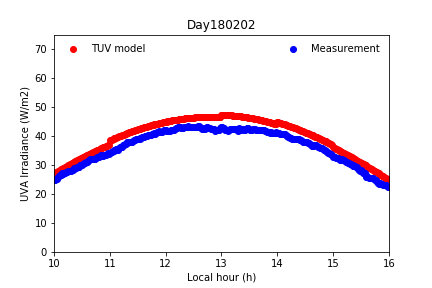 Day180202
TUV model
Measurement
UVA Irradiance (W/m2)
70
60
50
40
30
20
10
0
10 11 12 13 14 15 16
Local hour (h)